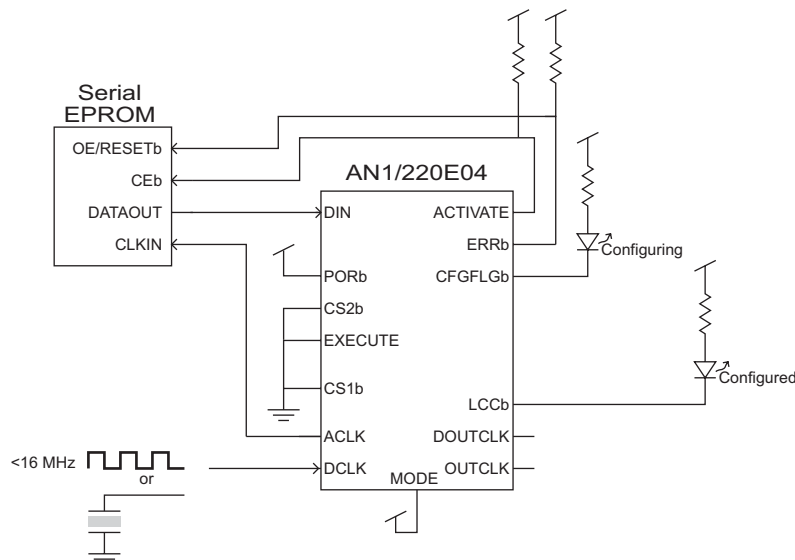 Serial
EPROM
OE/RESETb
CEb
DATAOUT
CLKIN
AN1/220E04
DIN
PORb
CS2b
EXECUTE
CS1b
ACLK
DCLK
MODE
ACTIVATE
ERRb
CFGFLGb
LCCb
DOUTCLK
OUTCLK
Configuring
Configured
<16 MHz
or